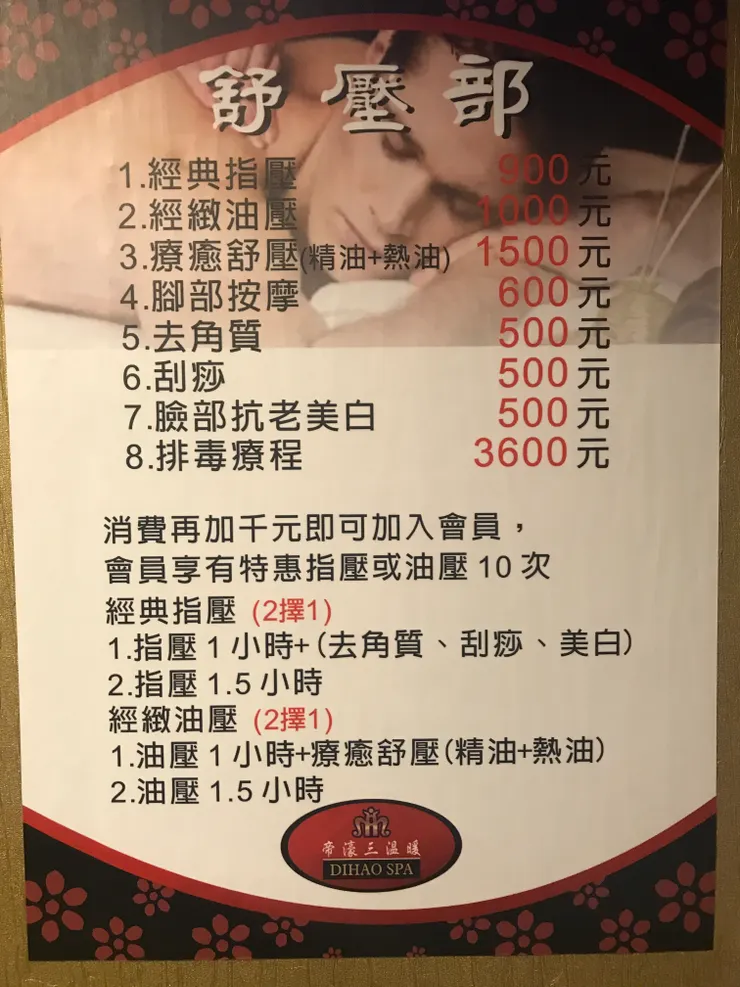 舒壓部
1.經典指壓 900元
2.經緻油壓 1000元
3.療癒舒壓(精油+熱油) 1500元
4.腳部按摩 600元
5.去角質 500元
6.刮痧 500元
7.臉部抗老美白 500元
8.排毒療程 3600元
消費再加千元即可加入會員，
會員享有特惠指壓或油壓 10 次
經典指壓 (2擇1)
1.指壓 1 小時+(去角質、刮痧、美白)
2.指壓 1.5 小時
經緻油壓 (2擇1)
1.油壓 1 小時+療癒舒壓(精油+熱油)
2.油壓 1.5 小時
帝濠三溫暖
DIHAO SPA